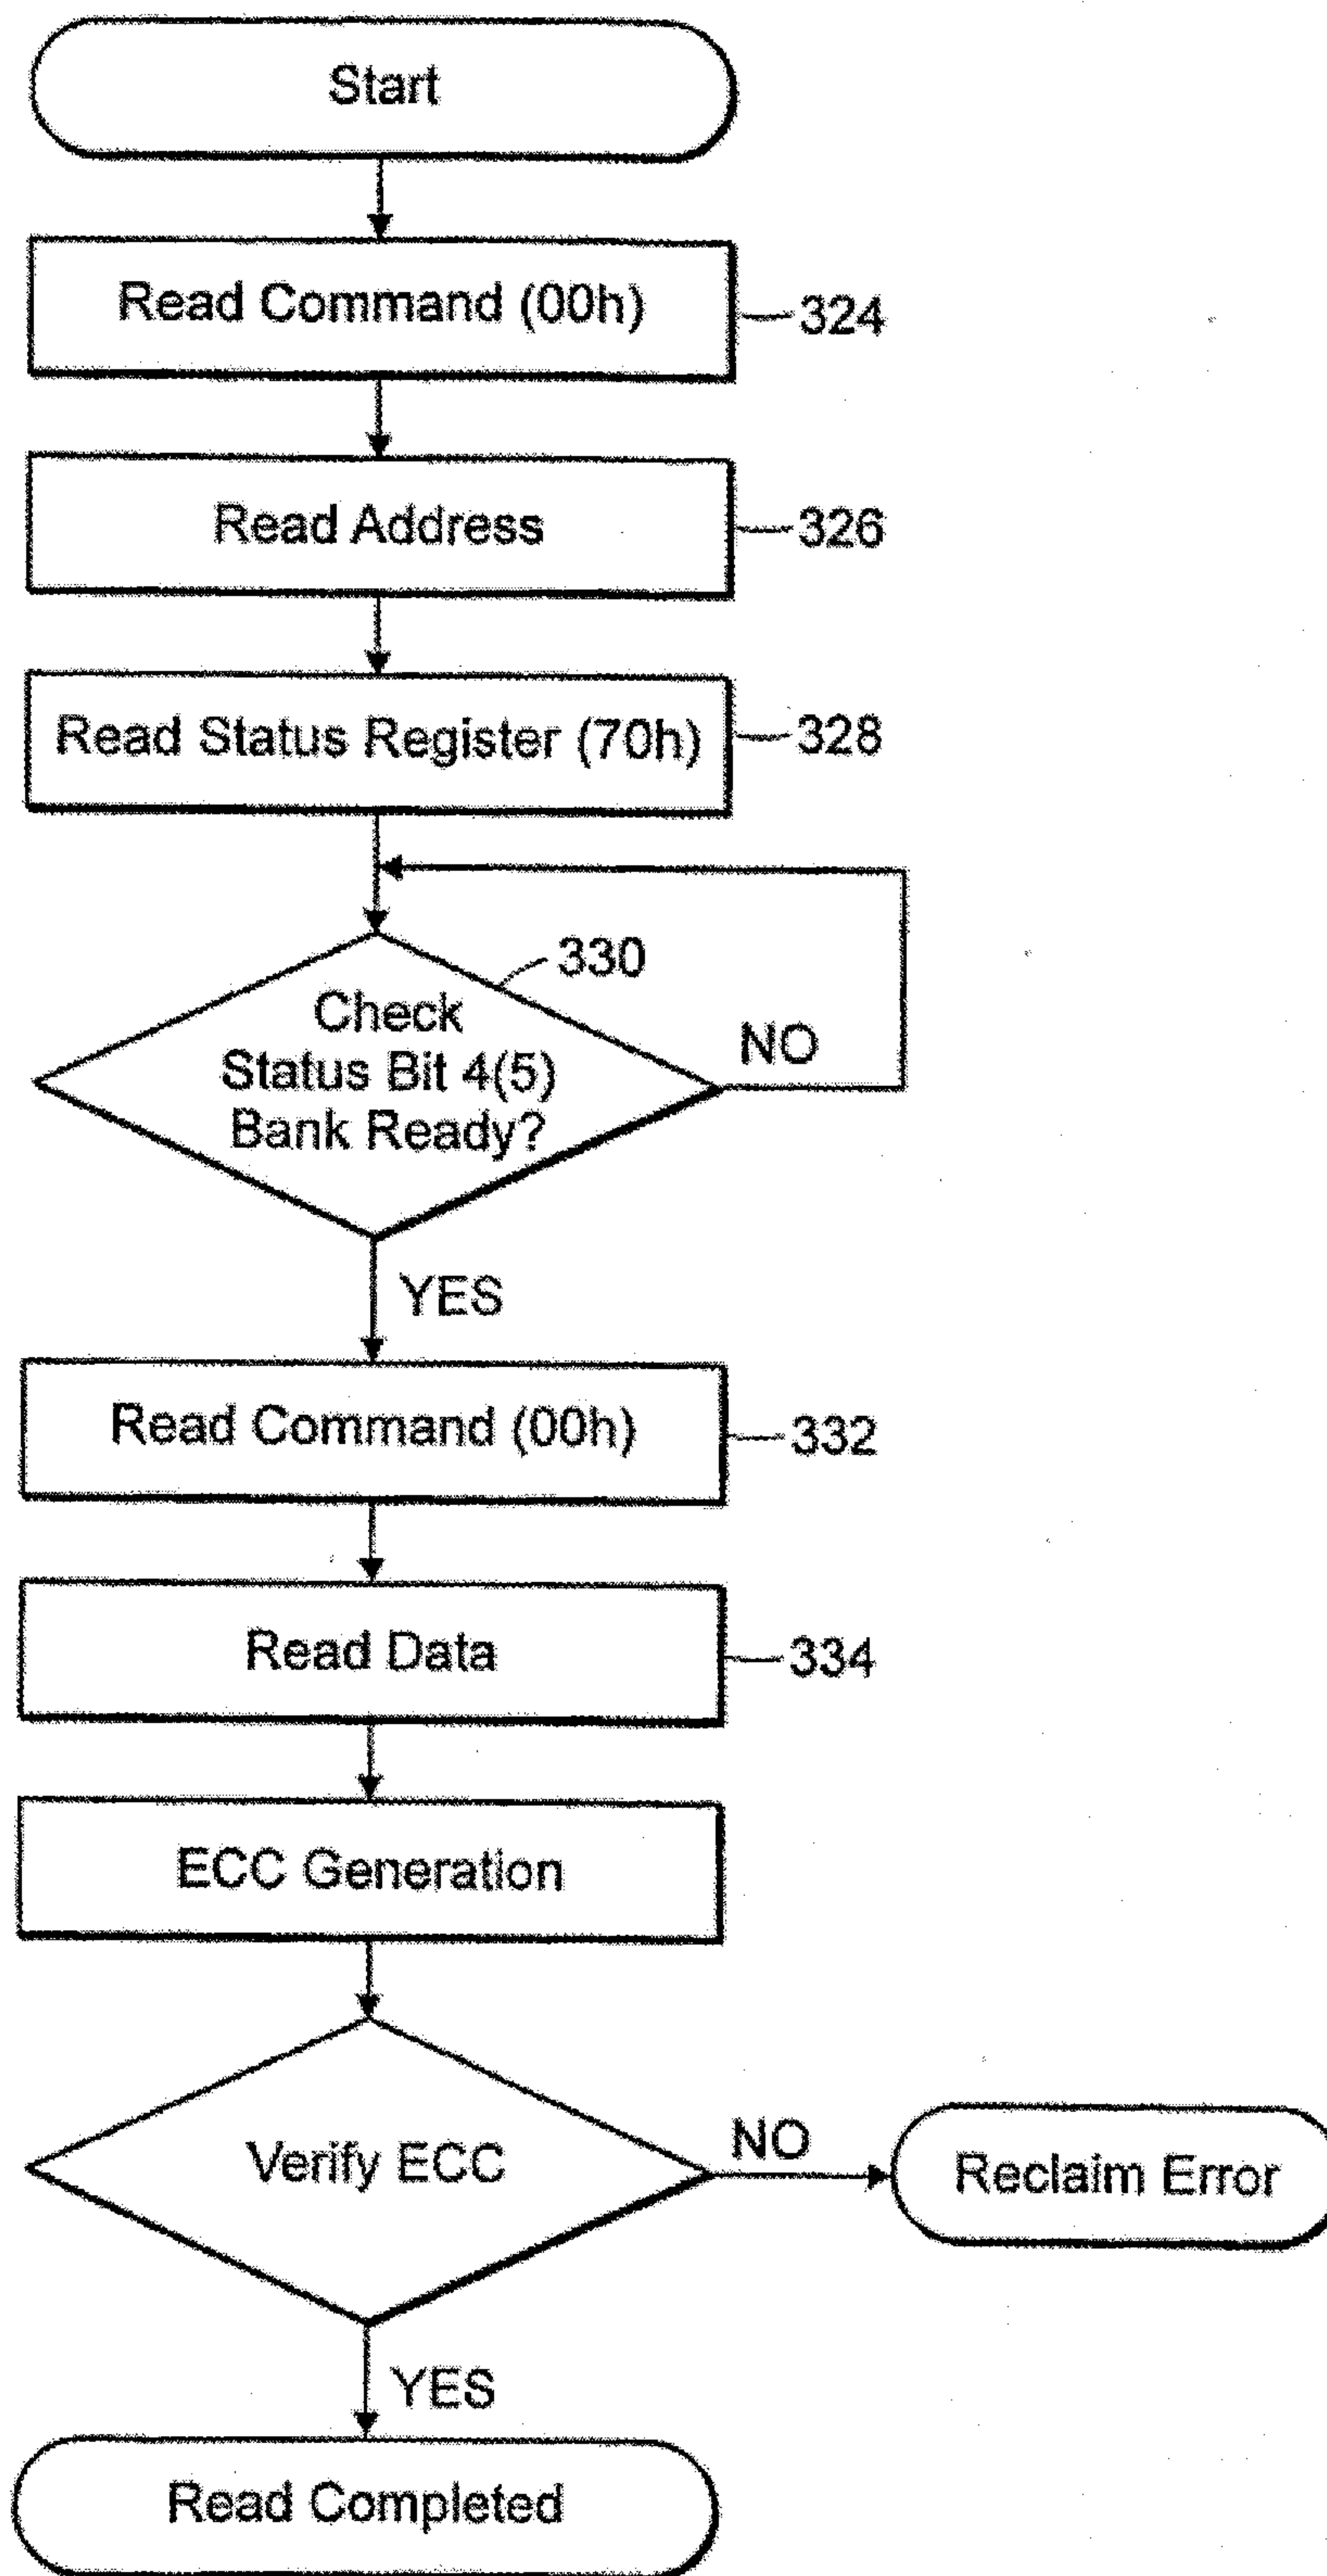 Start
Read Command (00h)
324
Read Address
326
Read Status Register (70h)
328
330
Check
Status Bit 4(5)
Bank Ready?
NO
YES
Read Command (00h)
332
Read Data
334
ECC Generation
Verify ECC
NO
Reclaim Error
YES
Read Completed